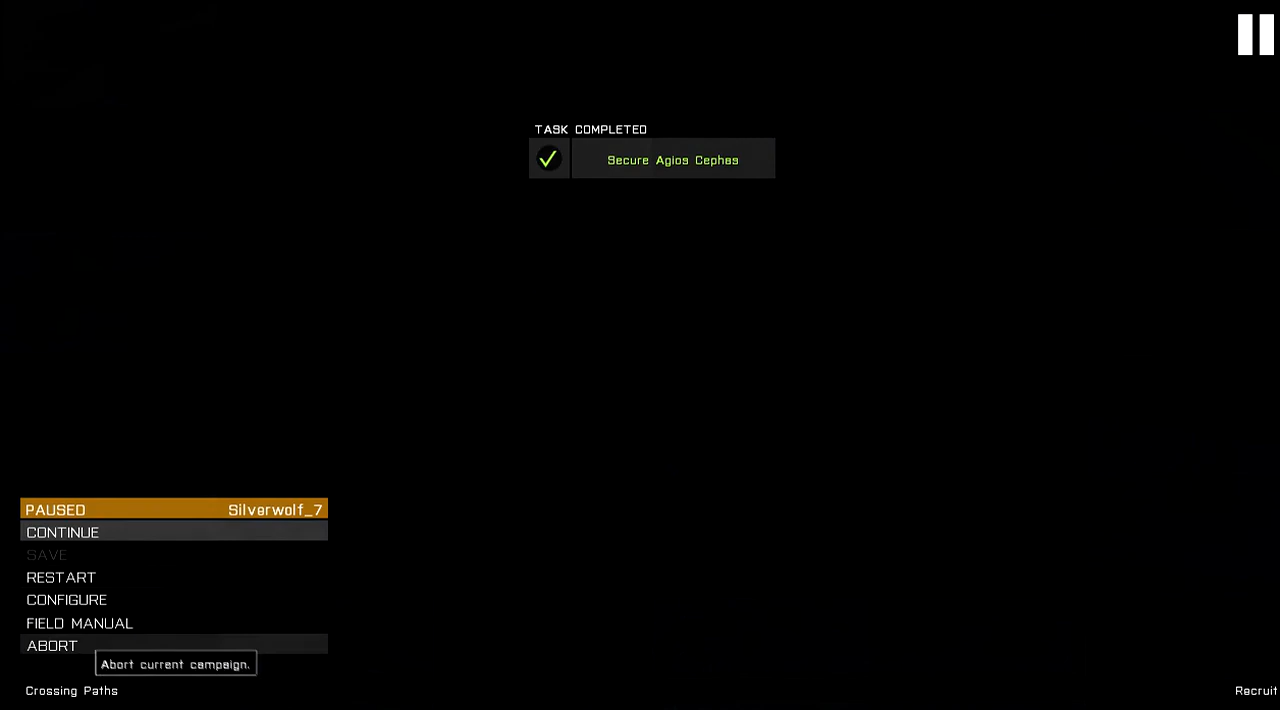 TASK COMPLETED
Secure Agios Cephas
PAUSED Silverwolf_7
CONTINUE
SAVE
RESTART
CONFIGURE
FIELD MANUAL
ABORT
Abort current campaign.
Crossing Paths Recruit